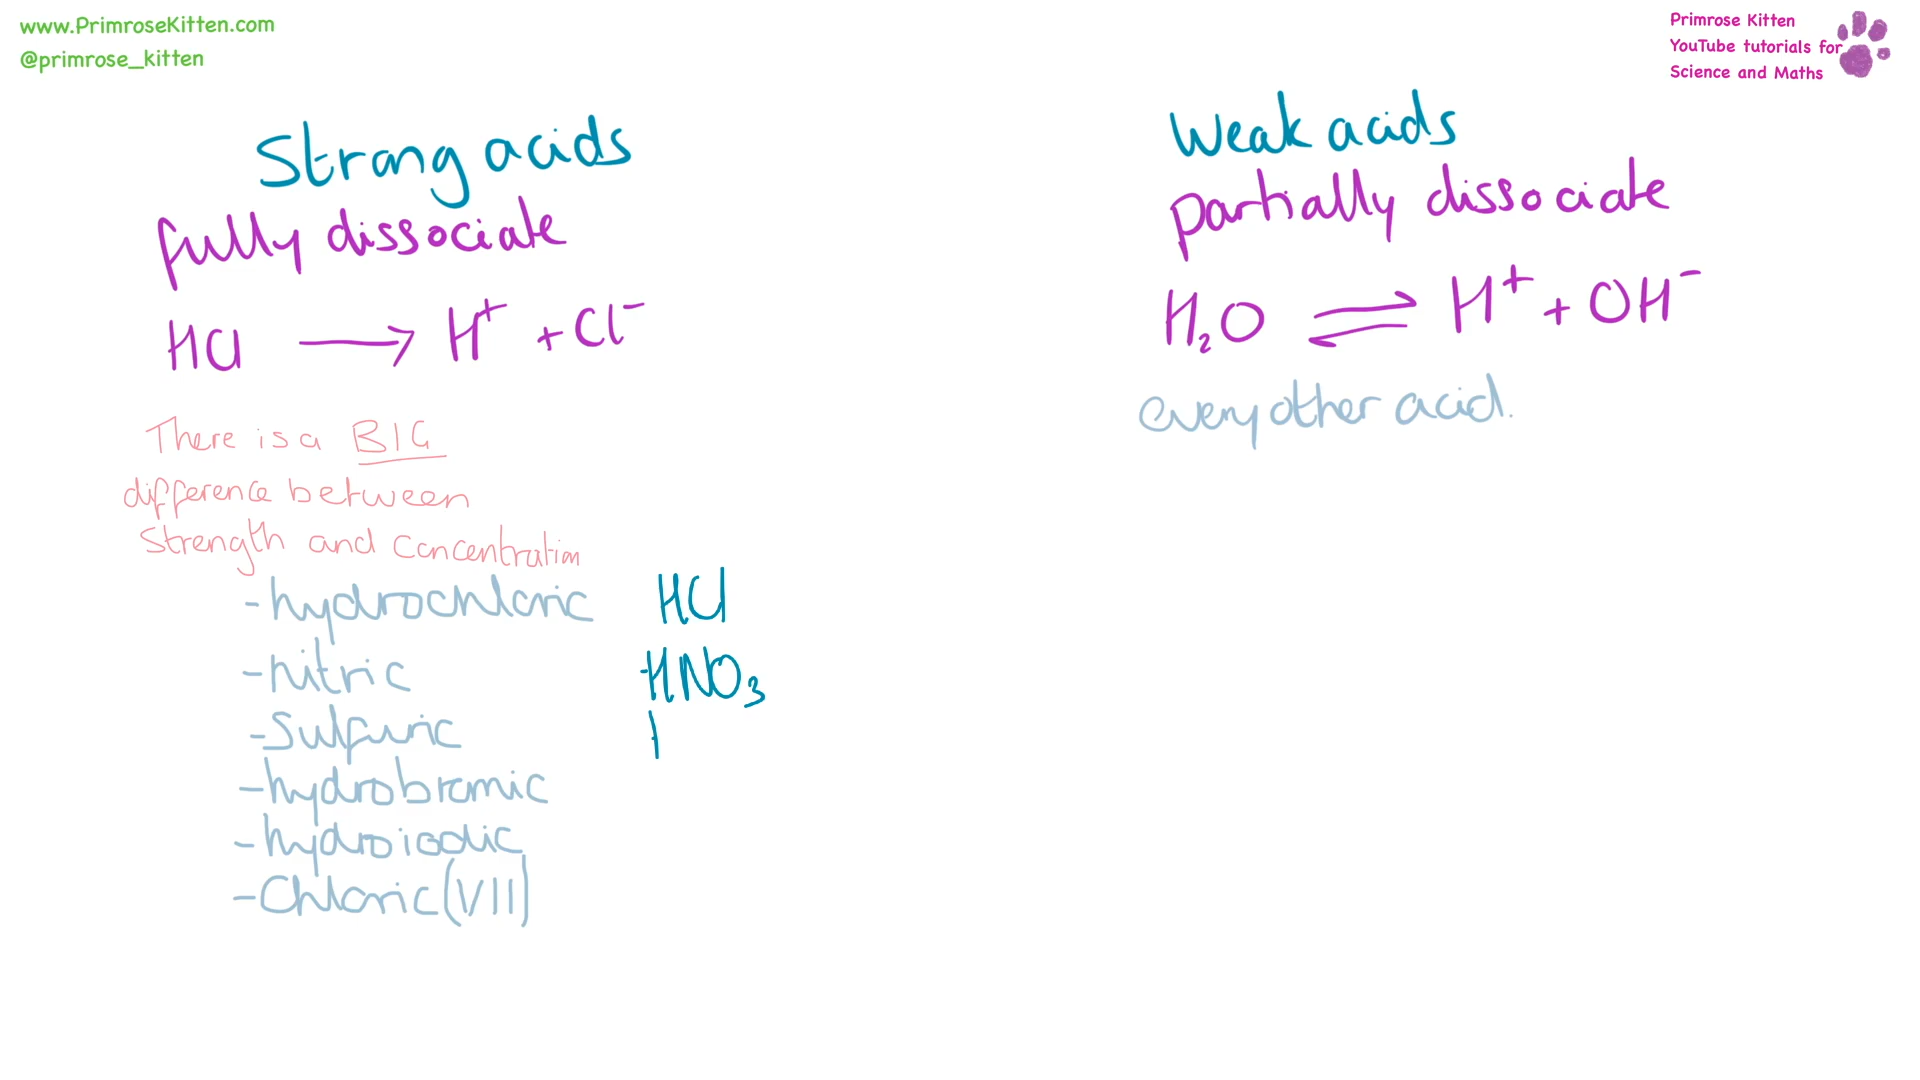 www.PrimroseKitten.com
@primrose_kitten
Primrose Kitten
YouTube tutorials for
Science and Maths
Strong acids
fully dissociate
HCl ⟶ H⁺ + Cl⁻
There is a BIG
difference between
Strength and concentration
-hydrochloric HCl
-nitric HNO₃
-Sulfuric
-hydrobromic
-hydroiodic
-Chloric(VII)
Weak acids
partially dissociate
H₂O ⇌ H⁺ + OH⁻
every other acid.